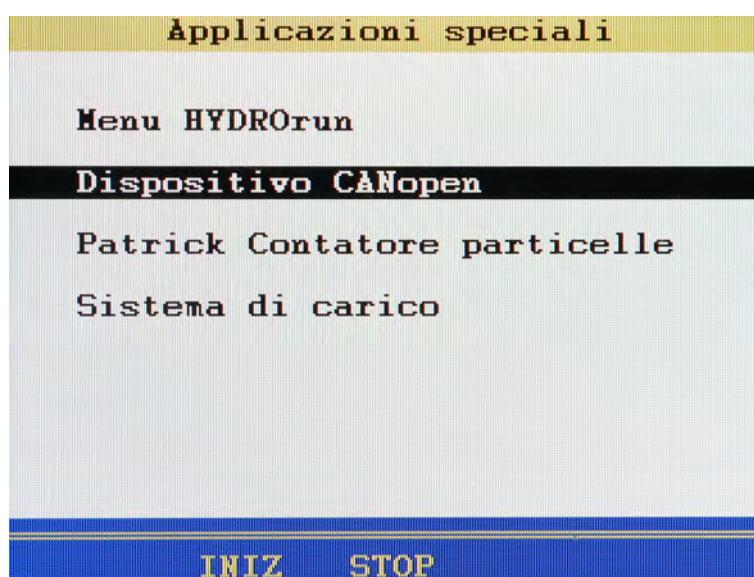 Applicazioni speciali
Menu HYDROrun
Dispositivo CANopen
Patrick Contatore particelle
Sistema di carico
INIZ STOP